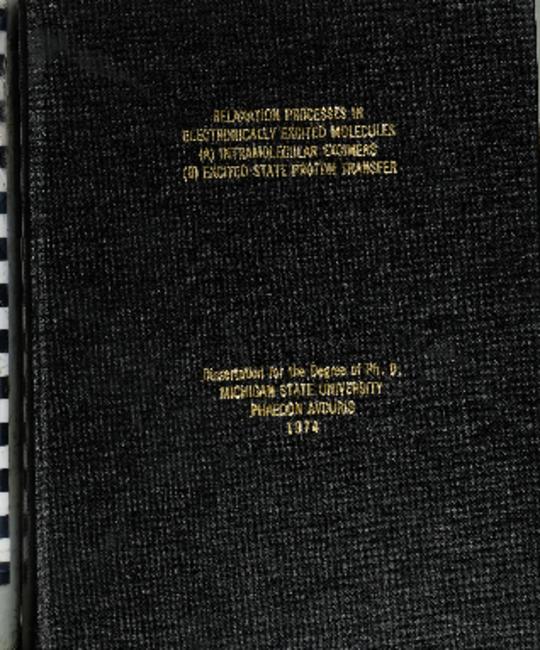 RELAXATION PROCESSES IN
ELECTRONICALLY EXCITED MOLECULES
(A) INTRAMOLECULAR EXCIMERS
(B) EXCITED STATE PROTON TRANSFER
Dissertation for the Degree of Ph. D.
MICHIGAN STATE UNIVERSITY
PHAEDON AVOURIS
1974